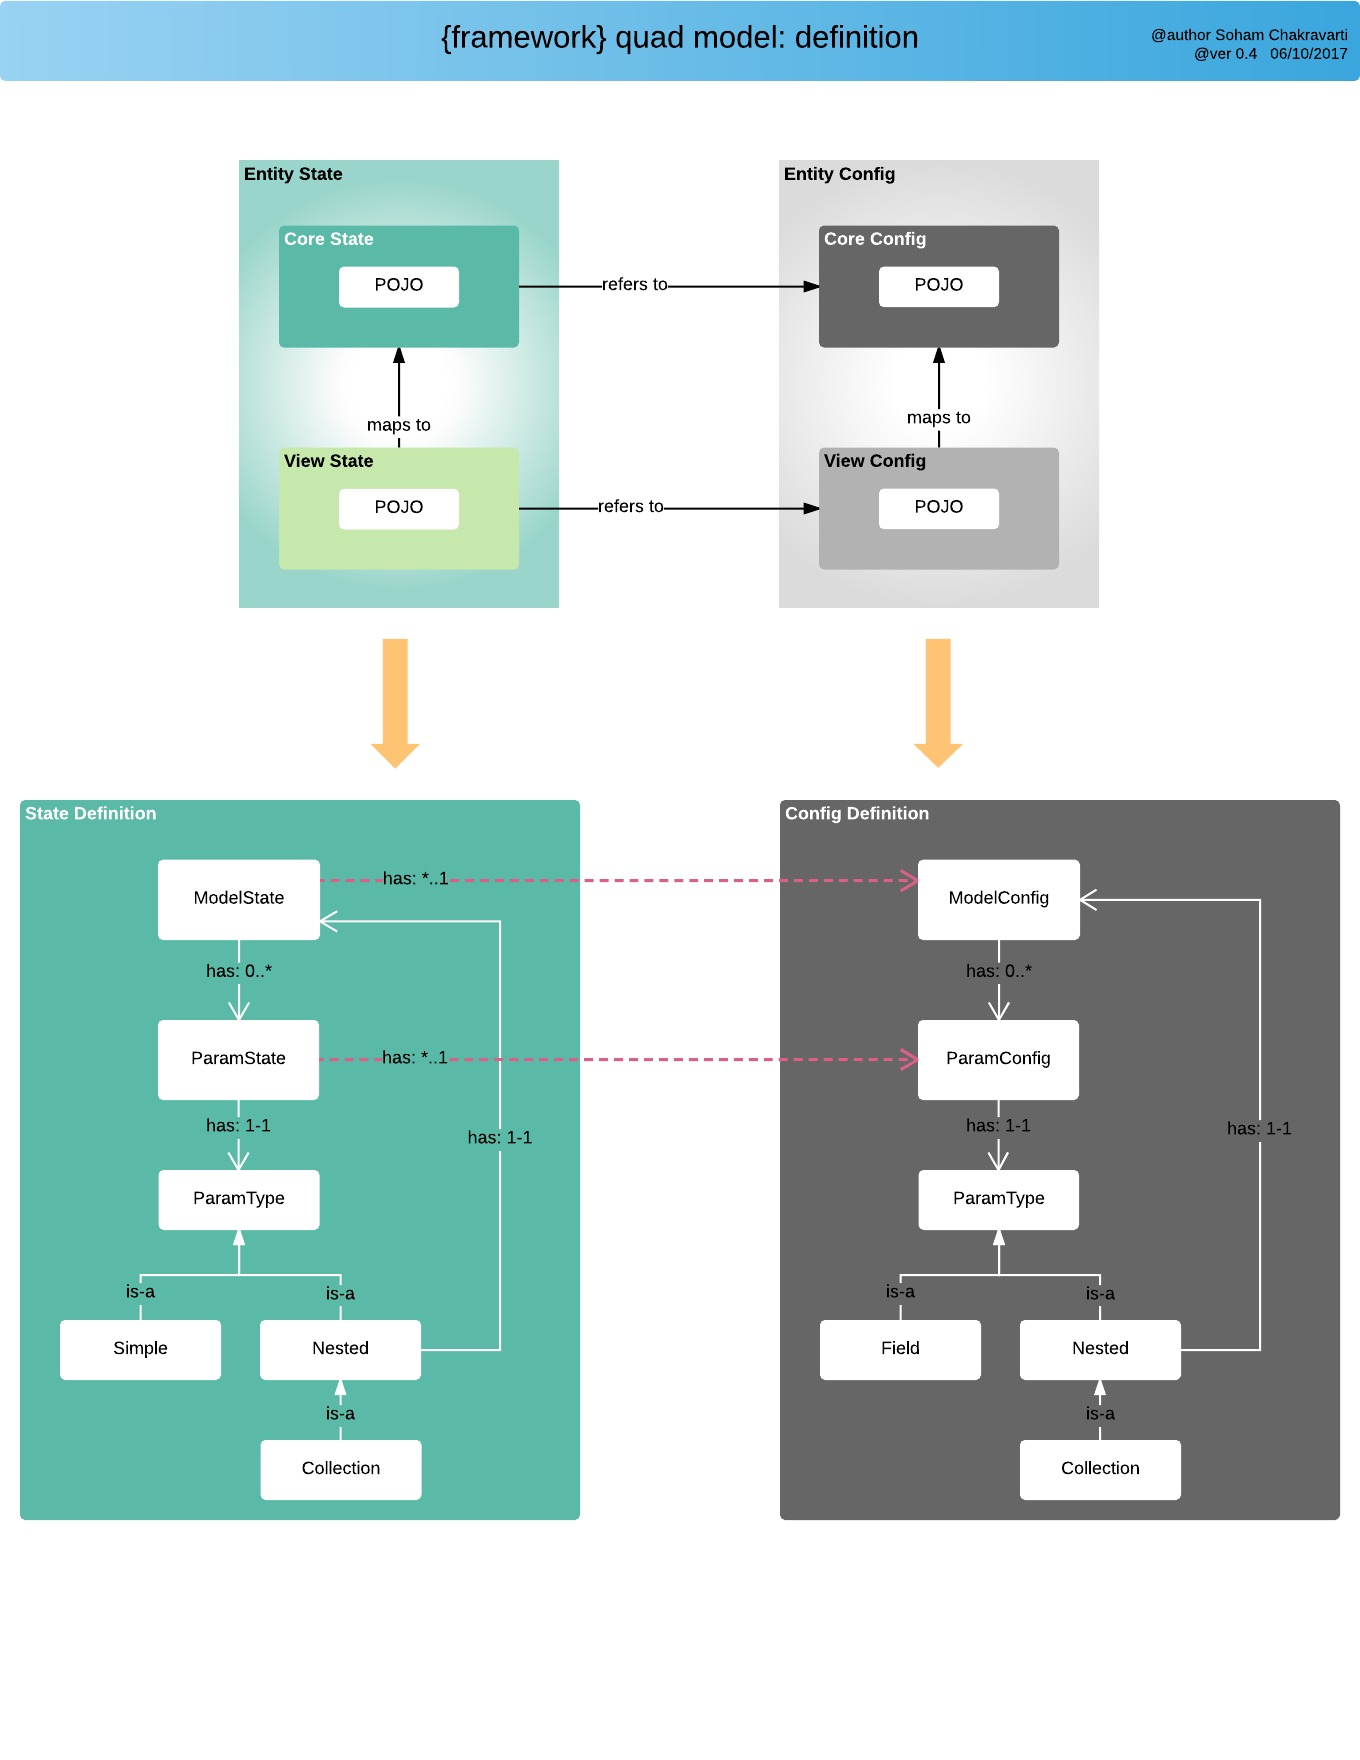 {framework} quad model: definition
@author Soham Chakravarti
@ver 0.4 06/10/2017
Entity State
Entity Config
Core State
Core Config
POJO
refers to
POJO
maps to
maps to
View State
View Config
POJO
refers to
POJO
State Definition
Config Definition
ModelState
has: *..1
ModelConfig
has: 0..*
has: 0..*
ParamState
has: *..1
ParamConfig
has: 1-1
has: 1-1
has: 1-1
has: 1-1
ParamType
ParamType
is-a
is-a
is-a
is-a
Simple
Nested
Field
Nested
is-a
is-a
Collection
Collection